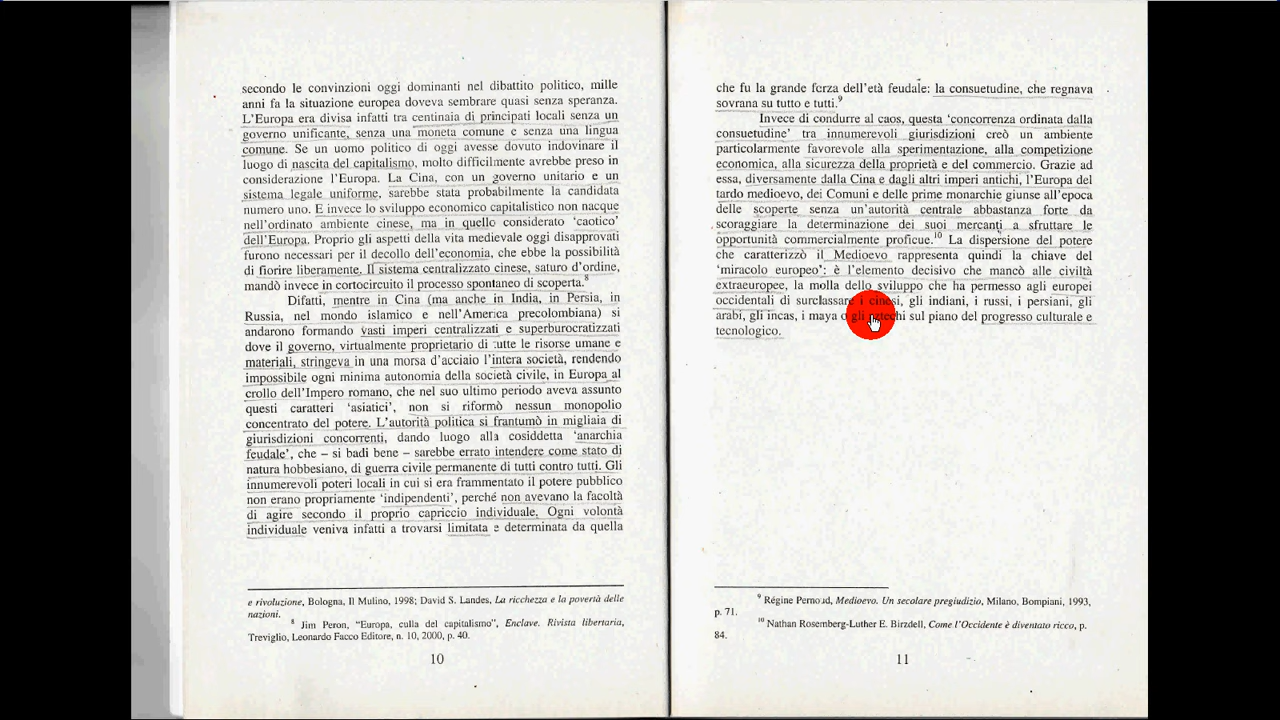 secondo le convinzioni oggi dominanti nel dibattito politico, mille
anni fa la situazione europea doveva sembrare quasi senza speranza.
L'Europa era divisa infatti tra centinaia di principati locali senza un
governo unificante, senza una moneta comune e senza una lingua
comune. Se un uomo politico di oggi avesse dovuto indovinare il
luogo di nascita del capitalismo, molto difficilmente avrebbe preso in
considerazione l'Europa. La Cina, con un governo unitario e un
sistema legale uniforme, sarebbe stata probabilmente la candidata
numero uno. E invece lo sviluppo economico capitalistico non nacque
nell'ordinato ambiente cinese, ma in quello considerato 'caotico'
dell'Europa. Proprio gli aspetti della vita medievale oggi disapprovati
furono necessari per il decollo dell'economia, che ebbe la possibilità
di fiorire liberamente. Il sistema centralizzato cinese, saturo d'ordine,
mandò invece in cortocircuito il processo spontaneo di scoperta.⁸
Difatti, mentre in Cina (ma anche in India, in Persia, in
Russia, nel mondo islamico e nell'America precolombiana) si
andarono formando vasti imperi centralizzati e superburocratizzati
dove il governo, virtualmente proprietario di tutte le risorse umane e
materiali, stringeva in una morsa d'acciaio l'intera società, rendendo
impossibile ogni minima autonomia della società civile, in Europa al
crollo dell'Impero romano, che nel suo ultimo periodo aveva assunto
questi caratteri 'asiatici', non si riformò nessun monopolio
concentrato del potere. L'autorità politica si frantumò in migliaia di
giurisdizioni concorrenti, dando luogo alla cosiddetta 'anarchia
feudale', che – si badi bene – sarebbe errato intendere come stato di
natura hobbesiano, di guerra civile permanente di tutti contro tutti. Gli
innumerevoli poteri locali in cui si era frammentato il potere pubblico
non erano propriamente 'indipendenti', perché non avevano la facoltà
di agire secondo il proprio capriccio individuale. Ogni volontà
individuale veniva infatti a trovarsi limitata e determinata da quella
e rivoluzione, Bologna, Il Mulino, 1998; David S. Landes, La ricchezza e la povertà delle
nazioni.
⁸ Jim Peron, "Europa, culla del capitalismo", Enclave. Rivista libertaria,
Treviglio, Leonardo Facco Editore, n. 10, 2000, p. 40.
10
che fu la grande forza dell'età feudale: la consuetudine, che regnava
sovrana su tutto e tutti.⁹
Invece di condurre al caos, questa 'concorrenza ordinata dalla
consuetudine' tra innumerevoli giurisdizioni creò un ambiente
particolarmente favorevole alla sperimentazione, alla competizione
economica, alla sicurezza della proprietà e del commercio. Grazie ad
essa, diversamente dalla Cina e dagli altri imperi antichi, l'Europa del
tardo medioevo, dei Comuni e delle prime monarchie giunse all'epoca
delle scoperte senza un'autorità centrale abbastanza forte da
scoraggiare la determinazione dei suoi mercanti a sfruttare le
opportunità commercialmente proficue.¹⁰ La dispersione del potere
che caratterizzò il Medioevo rappresenta quindi la chiave del
'miracolo europeo': è l'elemento decisivo che mancò alle civiltà
extraeuropee, la molla dello sviluppo che ha permesso agli europei
occidentali di surclassare i cinesi, gli indiani, i russi, i persiani, gli
arabi, gli incas, i maya o gli aztechi sul piano del progresso culturale e
tecnologico.
⁹ Régine Pernoud, Medioevo. Un secolare pregiudizio, Milano, Bompiani, 1993,
p. 71.
¹⁰ Nathan Rosemberg-Luther E. Birzdell, Come l'Occidente è diventato ricco, p.
84.
11